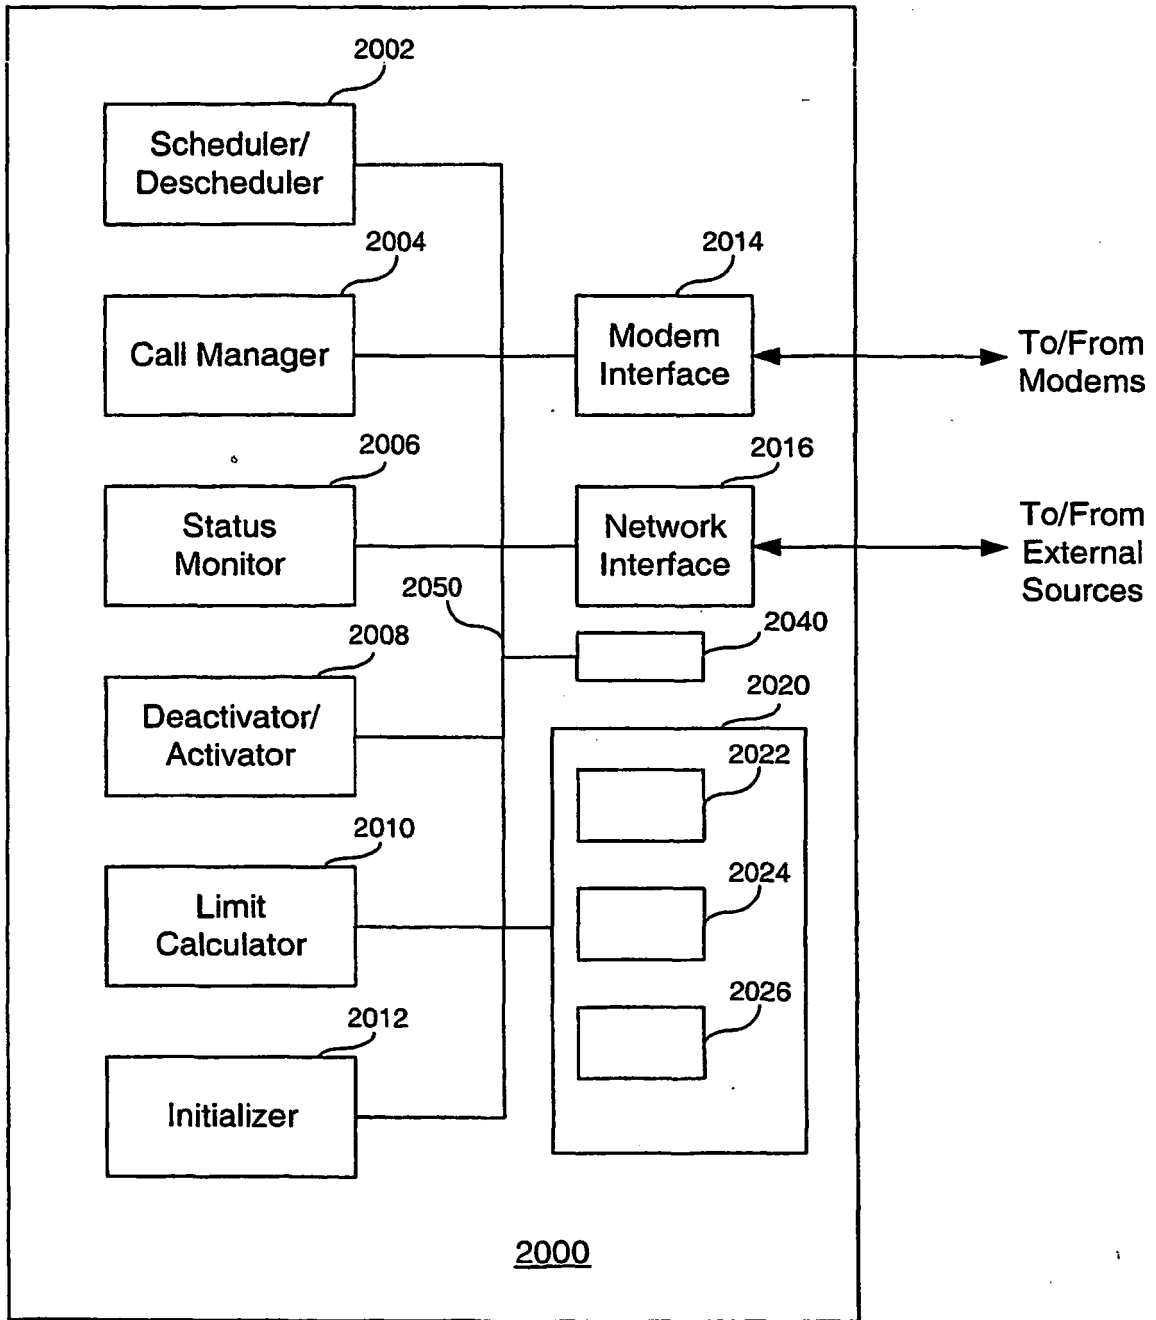 2002
Scheduler/
Descheduler
2004
Call Manager
2014
Modem
Interface
To/From
Modems
2006
Status
Monitor
2016
Network
Interface
To/From
External
Sources
2050
2040
2008
Deactivator/
Activator
2020
2022
2010
Limit
Calculator
2024
2026
2012
Initializer
2000